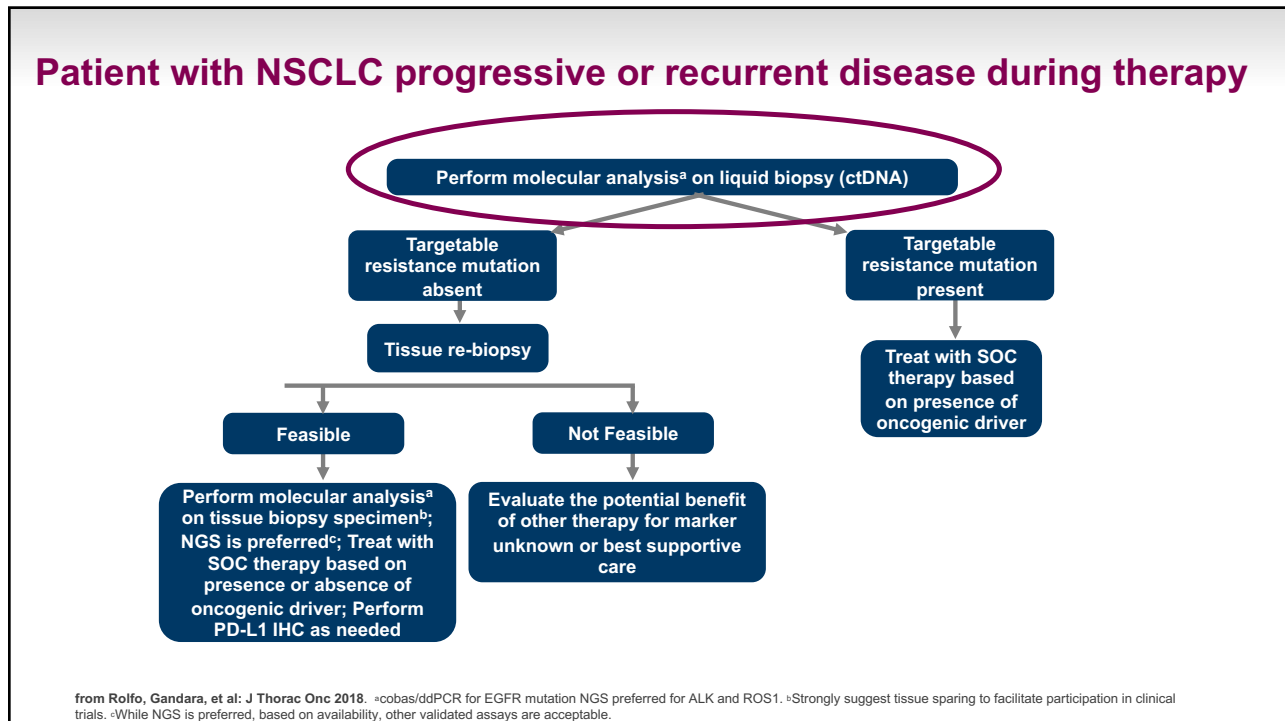 Patient with NSCLC progressive or recurrent disease during therapy
Perform molecular analysisᵃ on liquid biopsy (ctDNA)
Targetable
resistance mutation
absent
Targetable
resistance mutation
present
Tissue re-biopsy
Treat with SOC
therapy based
on presence of
oncogenic driver
Feasible
Not Feasible
Perform molecular analysisᵃ
on tissue biopsy specimenᵇ;
NGS is preferredᶜ; Treat with
SOC therapy based on
presence or absence of
oncogenic driver; Perform
PD-L1 IHC as needed
Evaluate the potential benefit
of other therapy for marker
unknown or best supportive
care
from Rolfo, Gandara, et al: J Thorac Onc 2018. ᵃcobas/ddPCR for EGFR mutation NGS preferred for ALK and ROS1. ᵇStrongly suggest tissue sparing to facilitate participation in clinical
trials. ᶜWhile NGS is preferred, based on availability, other validated assays are acceptable.